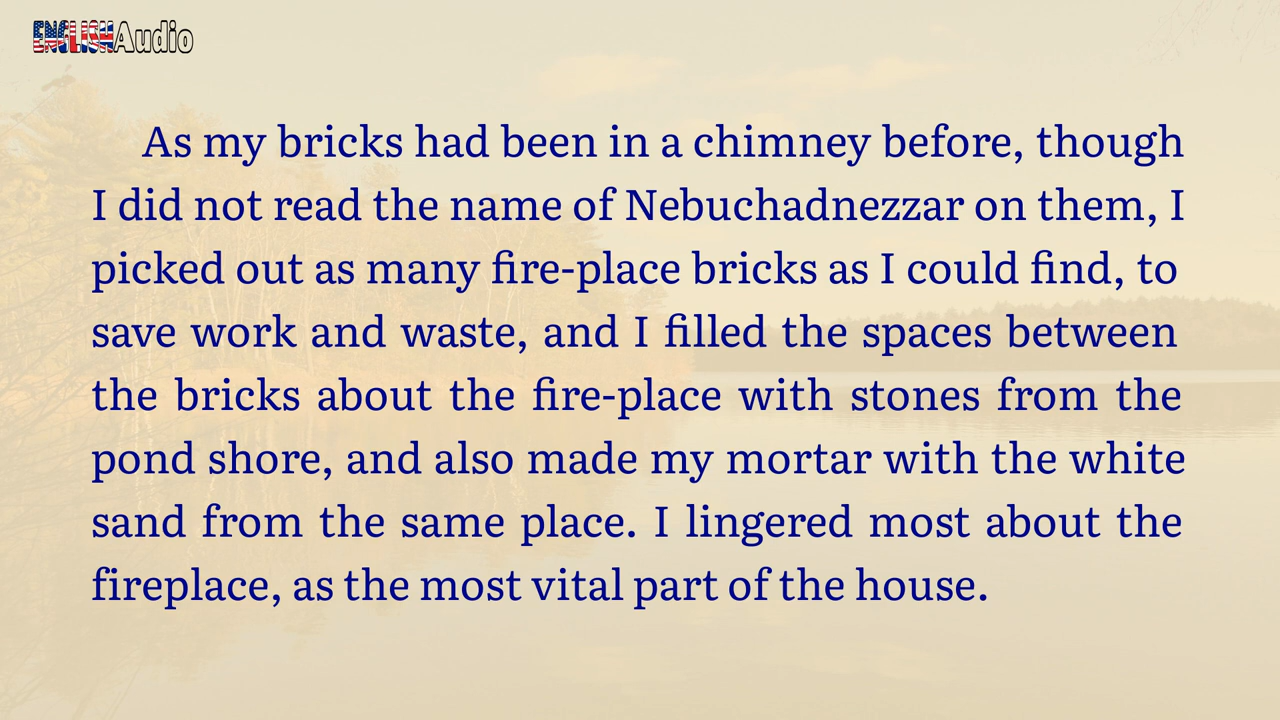 ENGLISHAudio
As my bricks had been in a chimney before, though
I did not read the name of Nebuchadnezzar on them, I
picked out as many fire-place bricks as I could find, to
save work and waste, and I filled the spaces between
the bricks about the fire-place with stones from the
pond shore, and also made my mortar with the white
sand from the same place. I lingered most about the
fireplace, as the most vital part of the house.